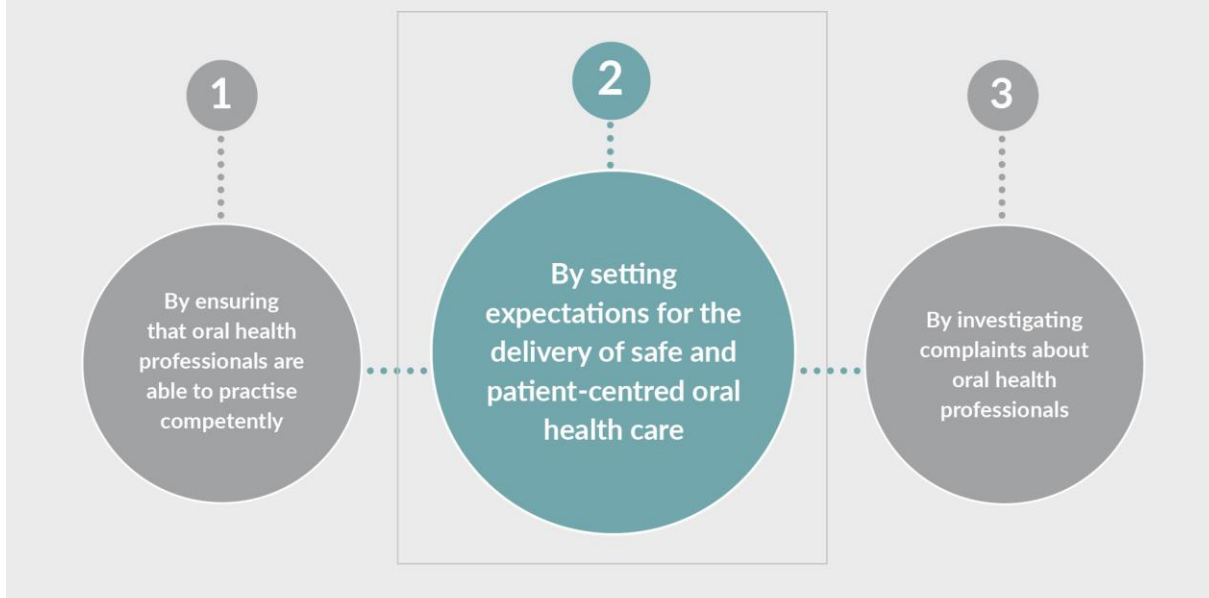 1
By ensuring
that oral health
professionals are
able to practise
competently
2
By setting
expectations for the
delivery of safe and
patient-centred oral
health care
3
By investigating
complaints about
oral health
professionals